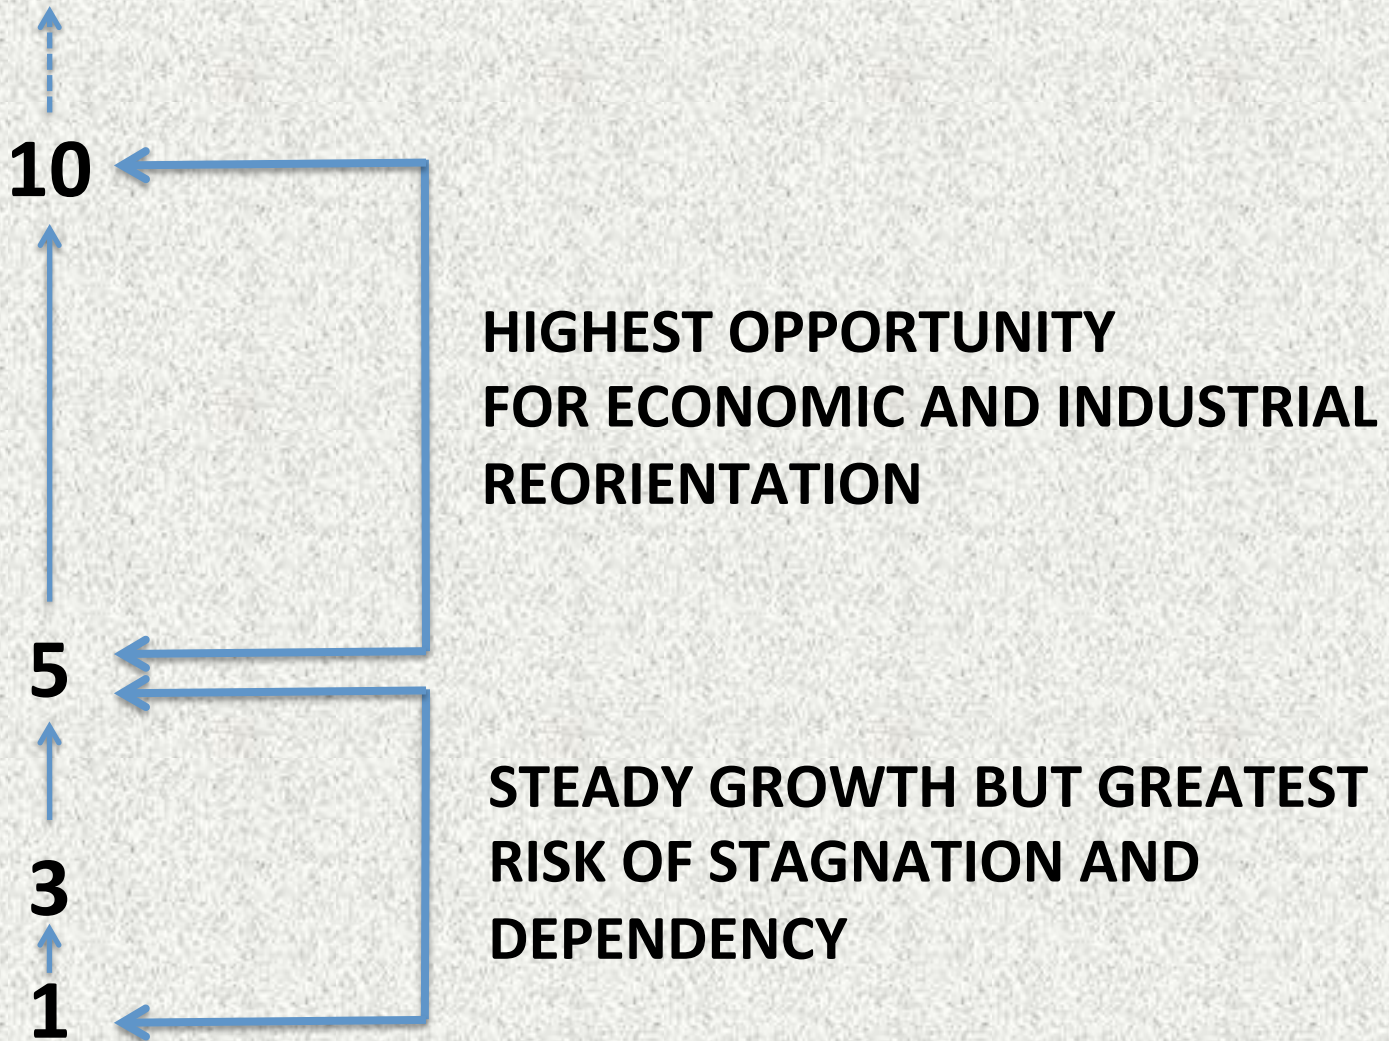 10
HIGHEST OPPORTUNITY
FOR ECONOMIC AND INDUSTRIAL
REORIENTATION
5
STEADY GROWTH BUT GREATEST
RISK OF STAGNATION AND
DEPENDENCY
3
1